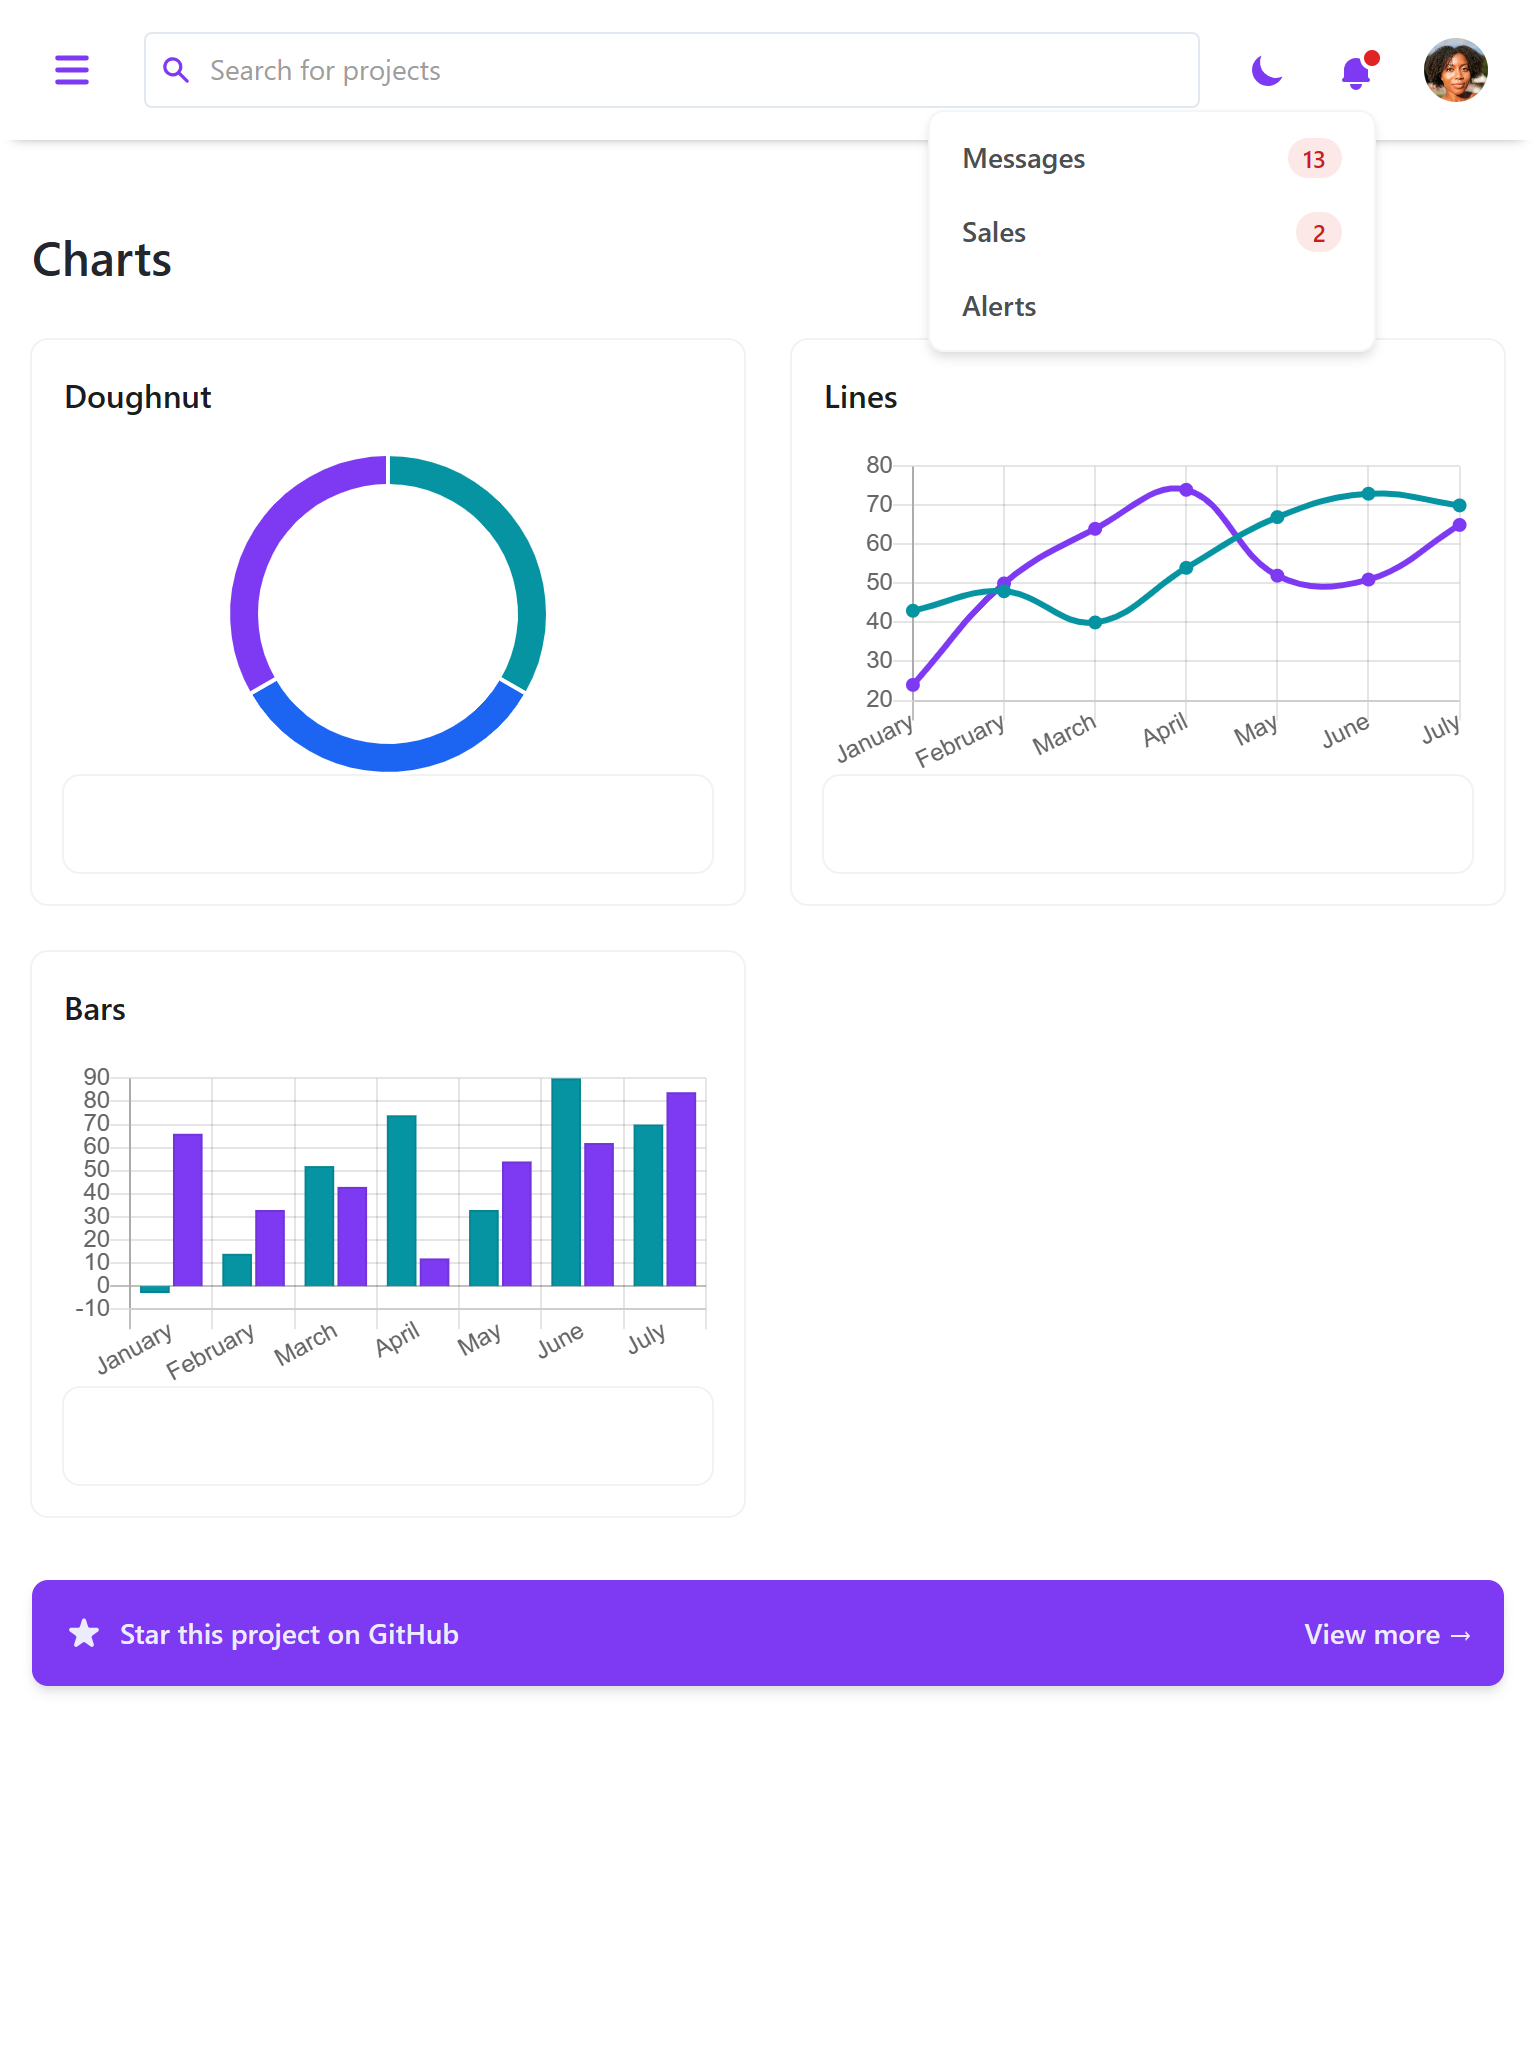 Search for projects
Messages 13
Sales 2
Alerts
Charts
Doughnut
Lines
80
70
60
50
40
30
20
January February March April May June July
Bars
90
80
70
60
50
40
30
20
10
0
-10
January February March April May June July
Star this project on GitHub View more →